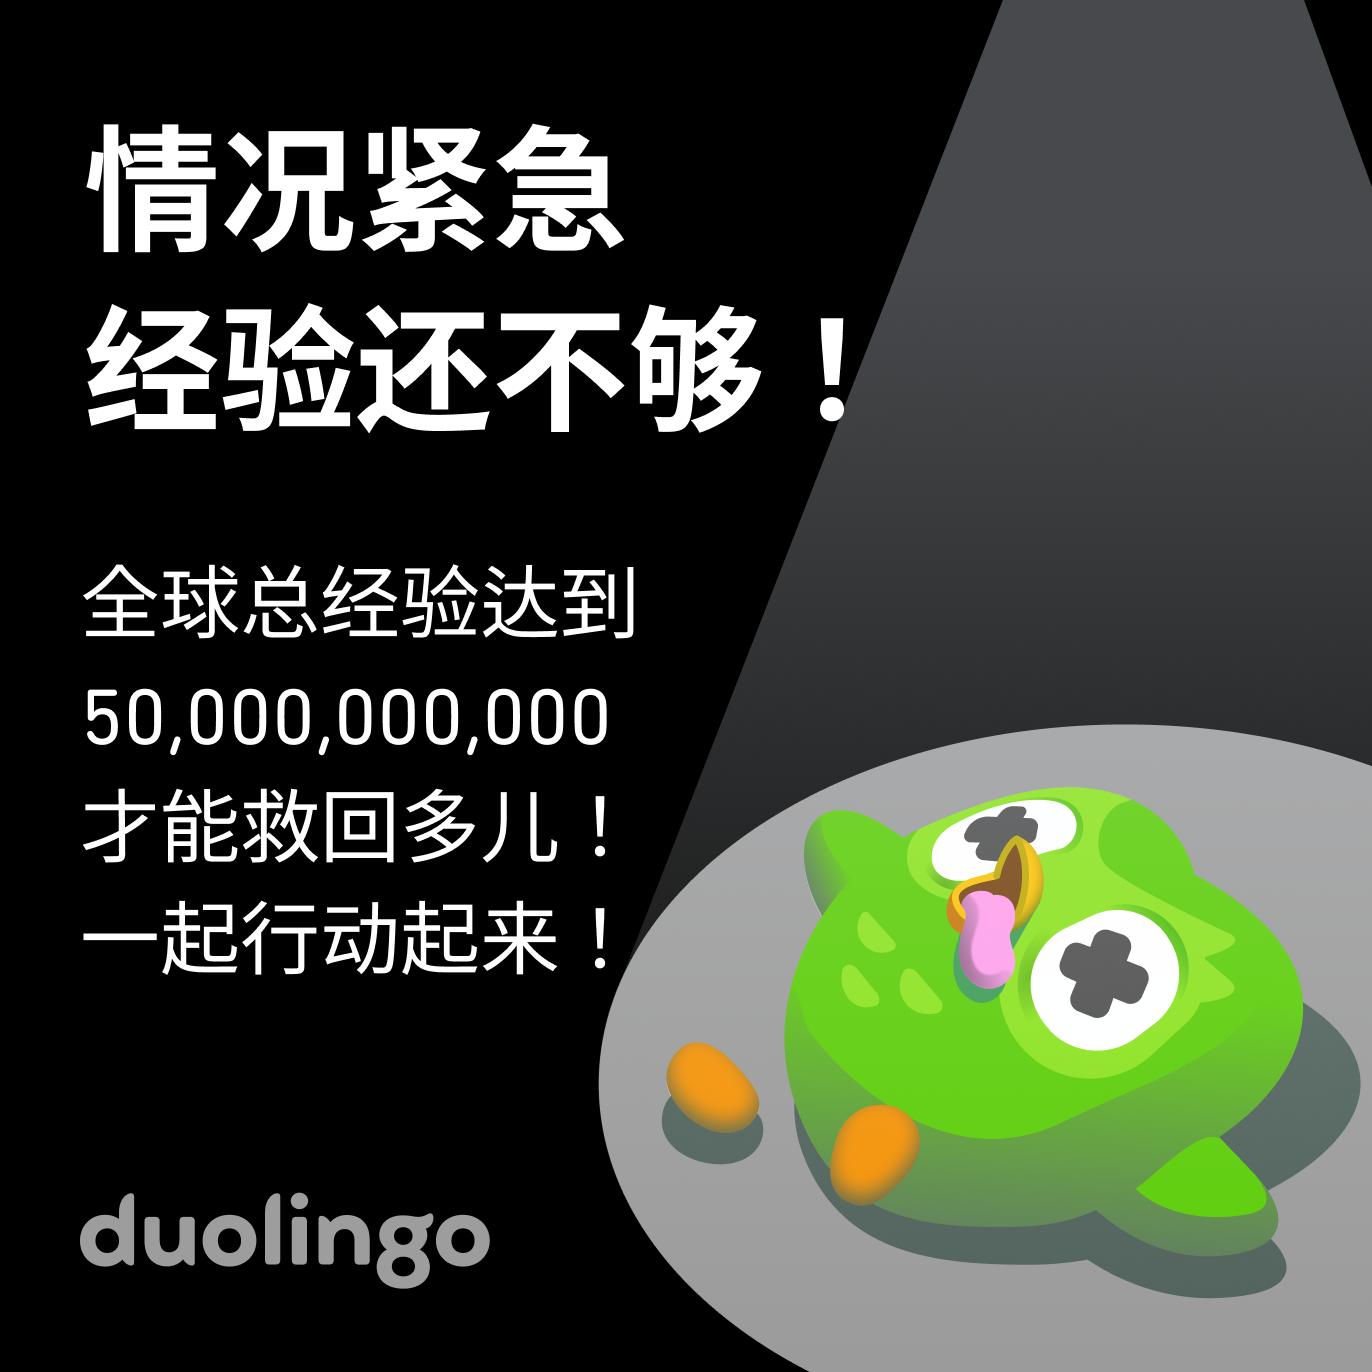 情况紧急
经验还不够！
全球总经验达到
50,000,000,000
才能救回多儿！
一起行动起来！
duolingo